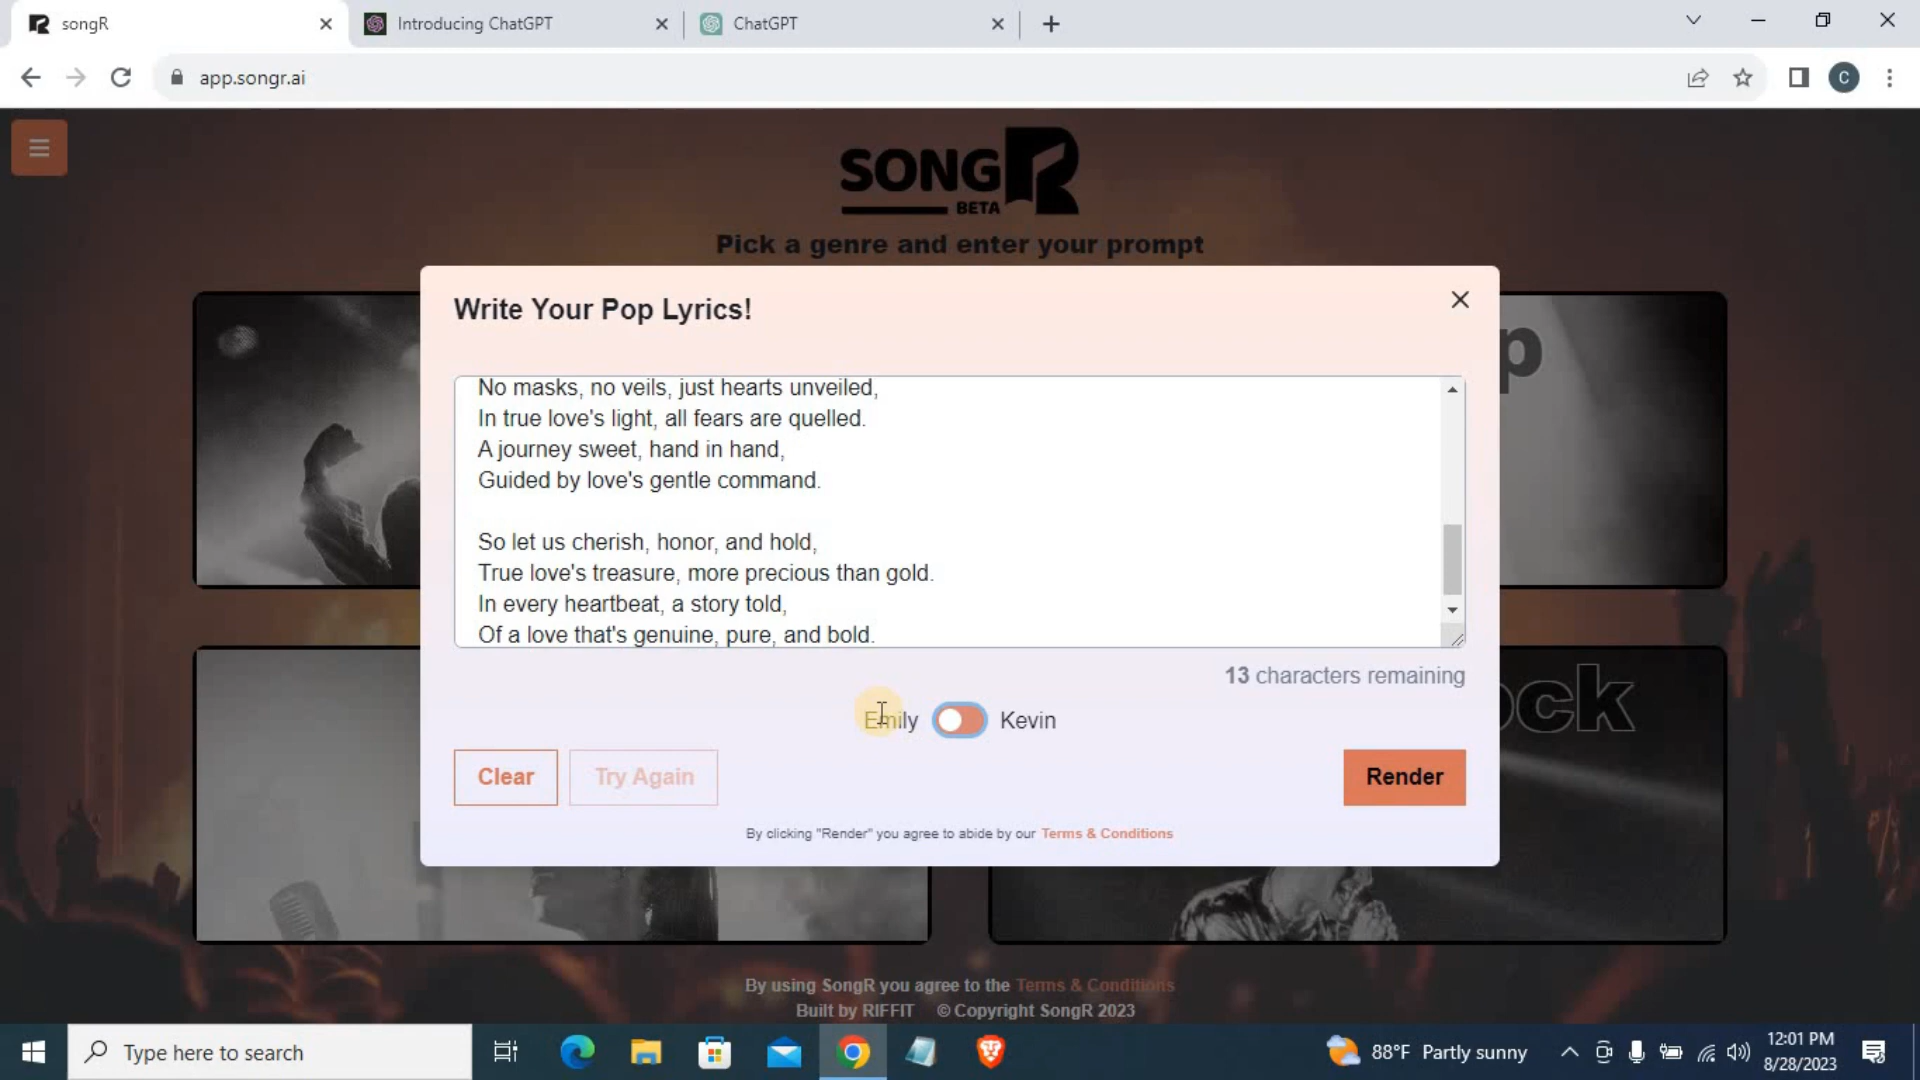 songR
Introducing ChatGPT
ChatGPT
app.songr.ai
C
SONGR
BETA
Pick a genre and enter your prompt
Write Your Pop Lyrics!
No masks, no veils, just hearts unveiled,
In true love's light, all fears are quelled.
A journey sweet, hand in hand,
Guided by love's gentle command.
So let us cherish, honor, and hold,
True love's treasure, more precious than gold.
In every heartbeat, a story told,
Of a love that's genuine, pure, and bold.
13 characters remaining
Emily
Kevin
Clear
Try Again
Render
By clicking "Render" you agree to abide by our Terms & Conditions
By using SongR you agree to the Terms & Conditions
Built by RIFFIT © Copyright SongR 2023
Type here to search
88°F Partly sunny
12:01 PM
8/28/2023